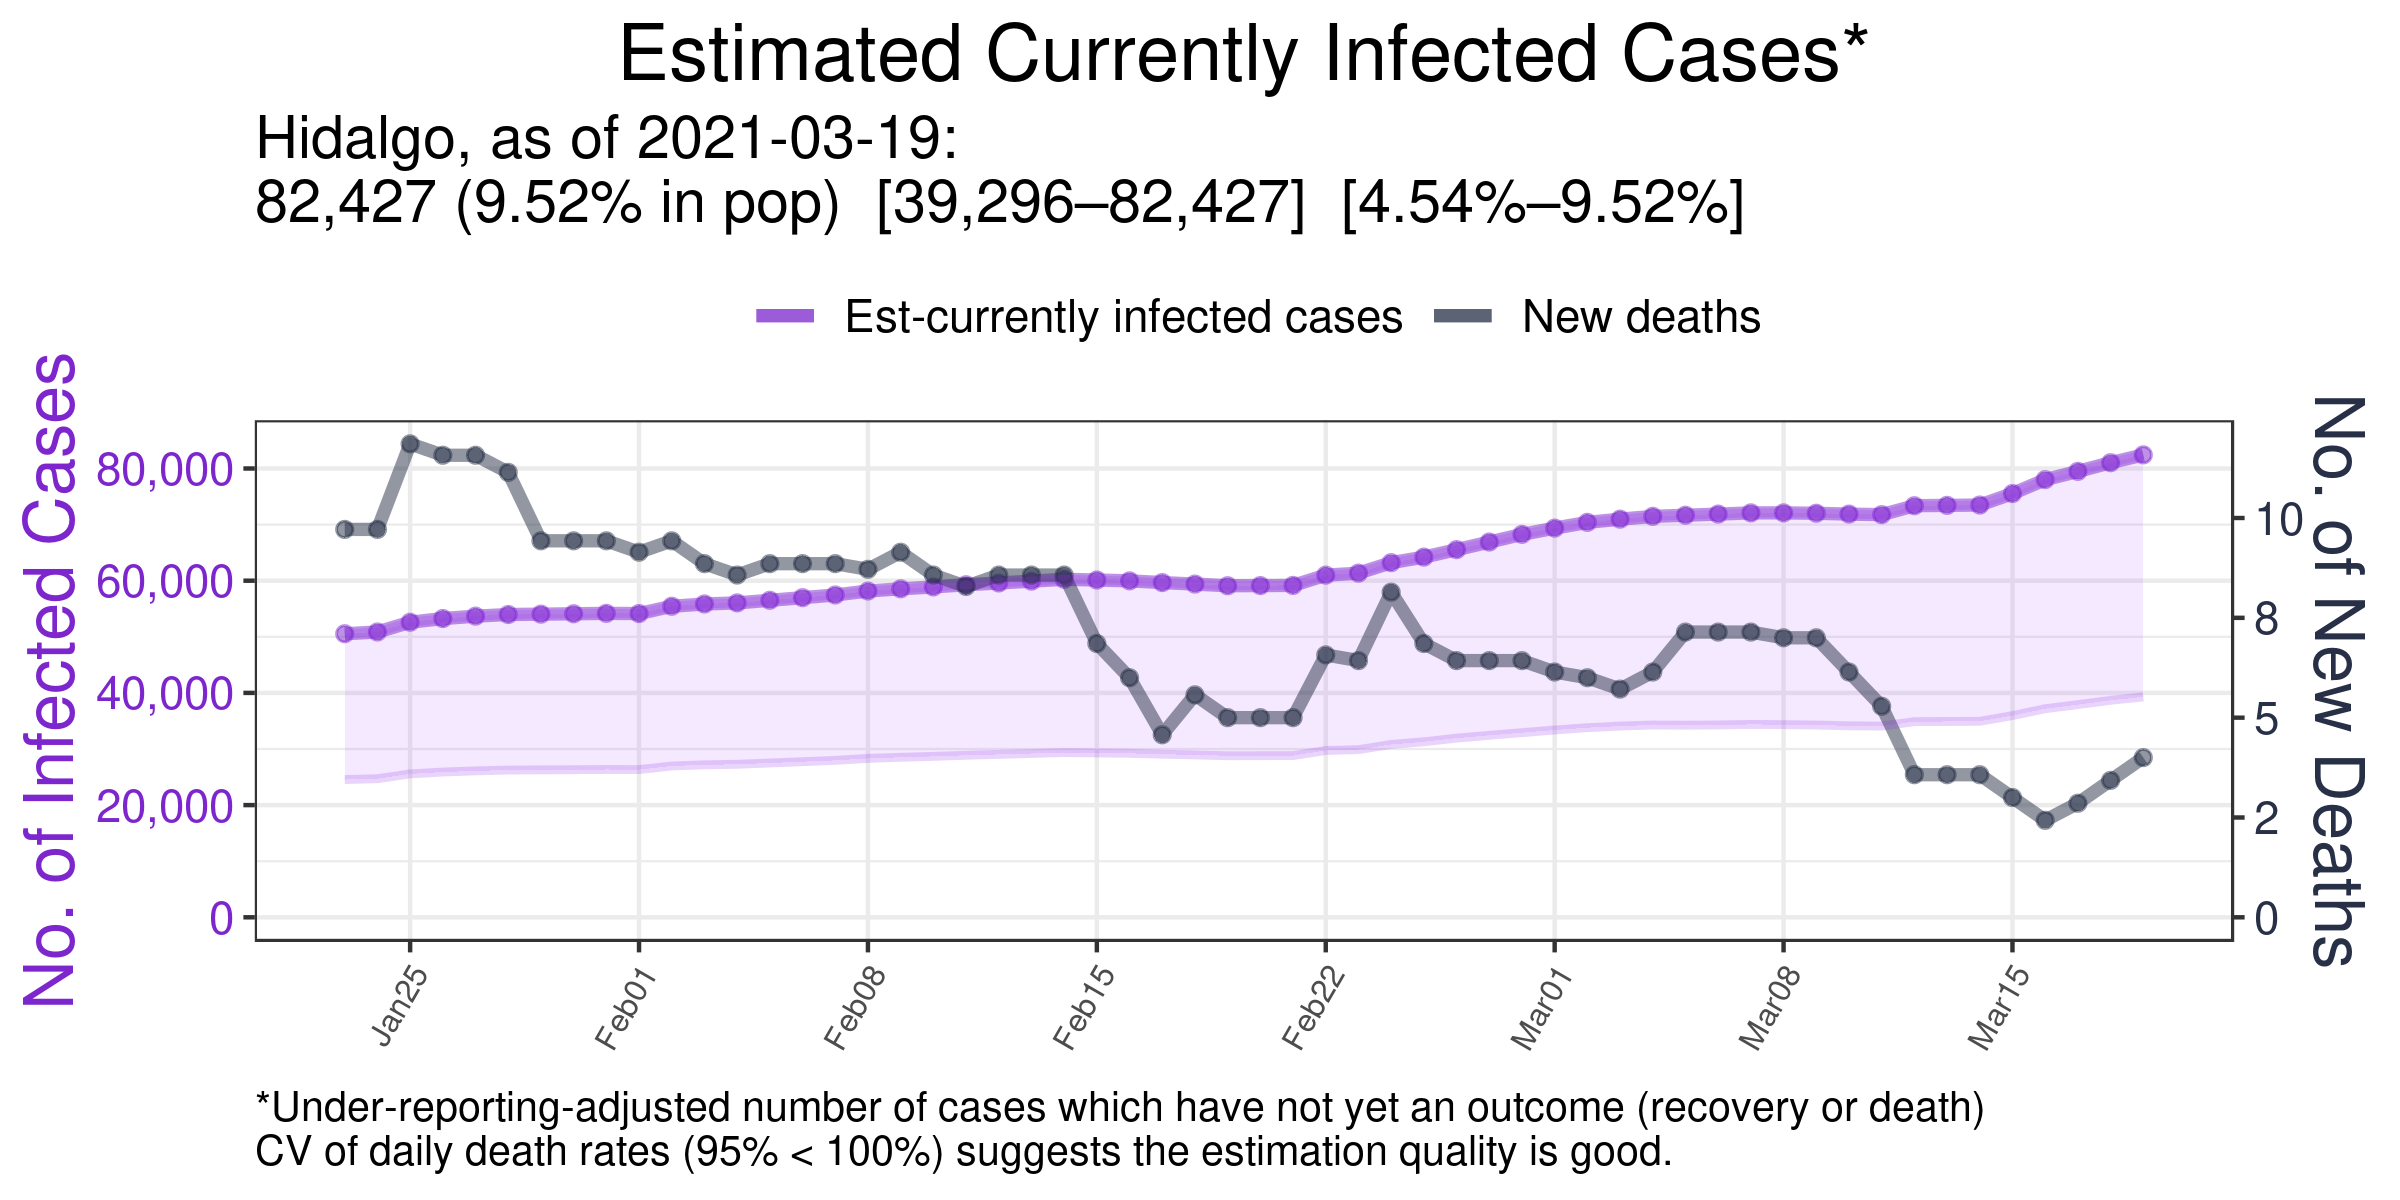 Estimated Currently Infected Cases*
Hidalgo, as of 2021-03-19:
82,427 (9.52% in pop)  [39,296–82,427]  [4.54%–9.52%]
Est-currently infected cases
New deaths
No. of Infected Cases
80,000
60,000
40,000
20,000
0
10
8
5
2
0
No. of New Deaths
Jan25
Feb01
Feb08
Feb15
Feb22
Mar01
Mar08
Mar15
*Under-reporting-adjusted number of cases which have not yet an outcome (recovery or death)
CV of daily death rates (95% < 100%) suggests the estimation quality is good.